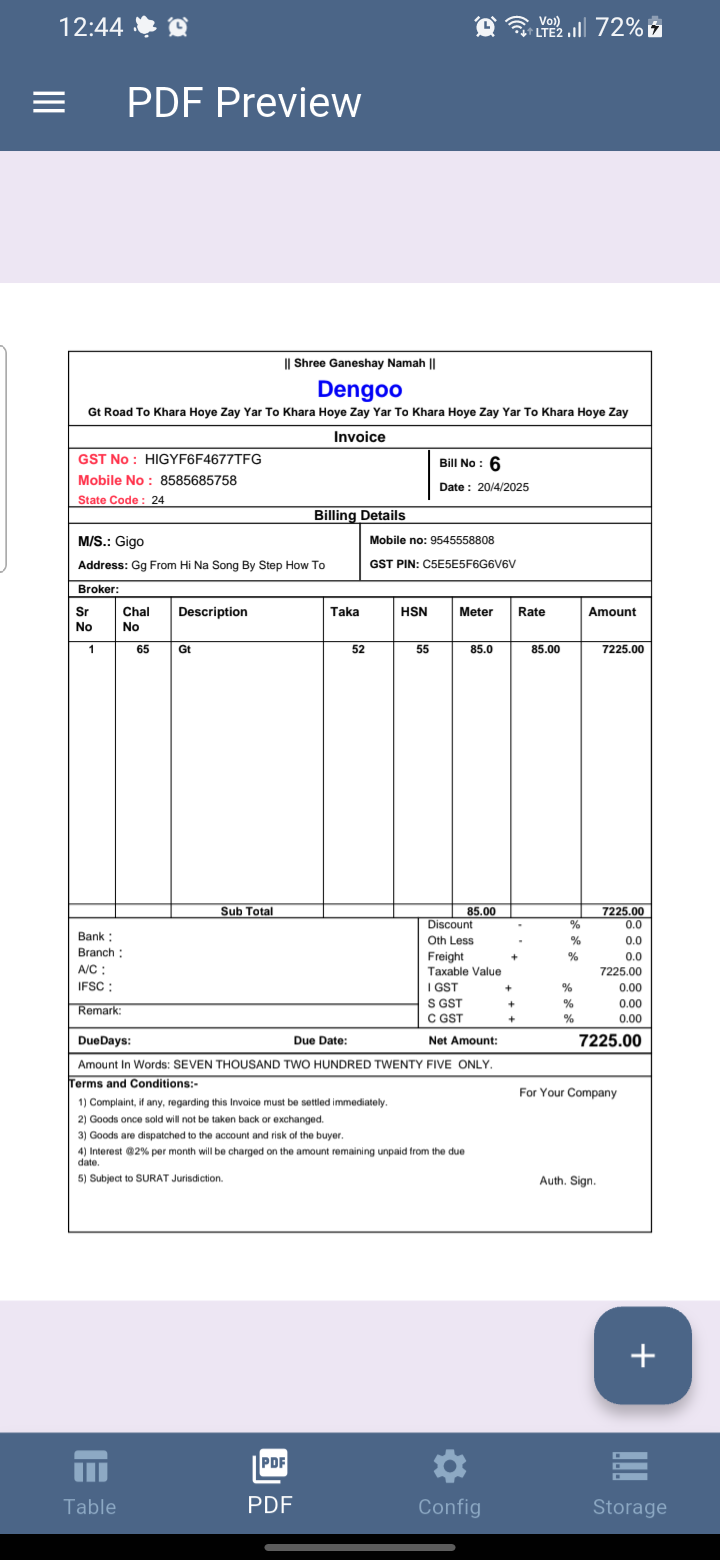 12:44 Vo)) LTE2 72%
PDF Preview
|| Shree Ganeshay Namah ||
Dengoo
Gt Road To Khara Hoye Zay Yar To Khara Hoye Zay Yar To Khara Hoye Zay Yar To Khara Hoye Zay
Invoice
GST No : HIGYF6F4677TFG
Mobile No : 8585685758
State Code : 24
Bill No : 6
Date : 20/4/2025
Billing Details
M/S.: Gigo
Address: Gg From Hi Na Song By Step How To
Mobile no: 9545558808
GST PIN: C5E5E5F6G6V6V
Broker:
Sr No Chal No Description Taka HSN Meter Rate Amount
1 65 Gt 52 55 85.0 85.00 7225.00
Sub Total 85.00 7225.00
Bank :
Branch :
A/C :
IFSC :
Remark:
Discount - % 0.0
Oth Less - % 0.0
Freight + % 0.0
Taxable Value 7225.00
I GST + % 0.00
S GST + % 0.00
C GST + % 0.00
DueDays: Due Date: Net Amount: 7225.00
Amount In Words: SEVEN THOUSAND TWO HUNDRED TWENTY FIVE ONLY.
Terms and Conditions:-
1) Complaint, if any, regarding this Invoice must be settled immediately.
2) Goods once sold will not be taken back or exchanged.
3) Goods are dispatched to the account and risk of the buyer.
4) Interest @2% per month will be charged on the amount remaining unpaid from the due
date.
5) Subject to SURAT Jurisdiction.
For Your Company
Auth. Sign.
+
Table PDF Config Storage